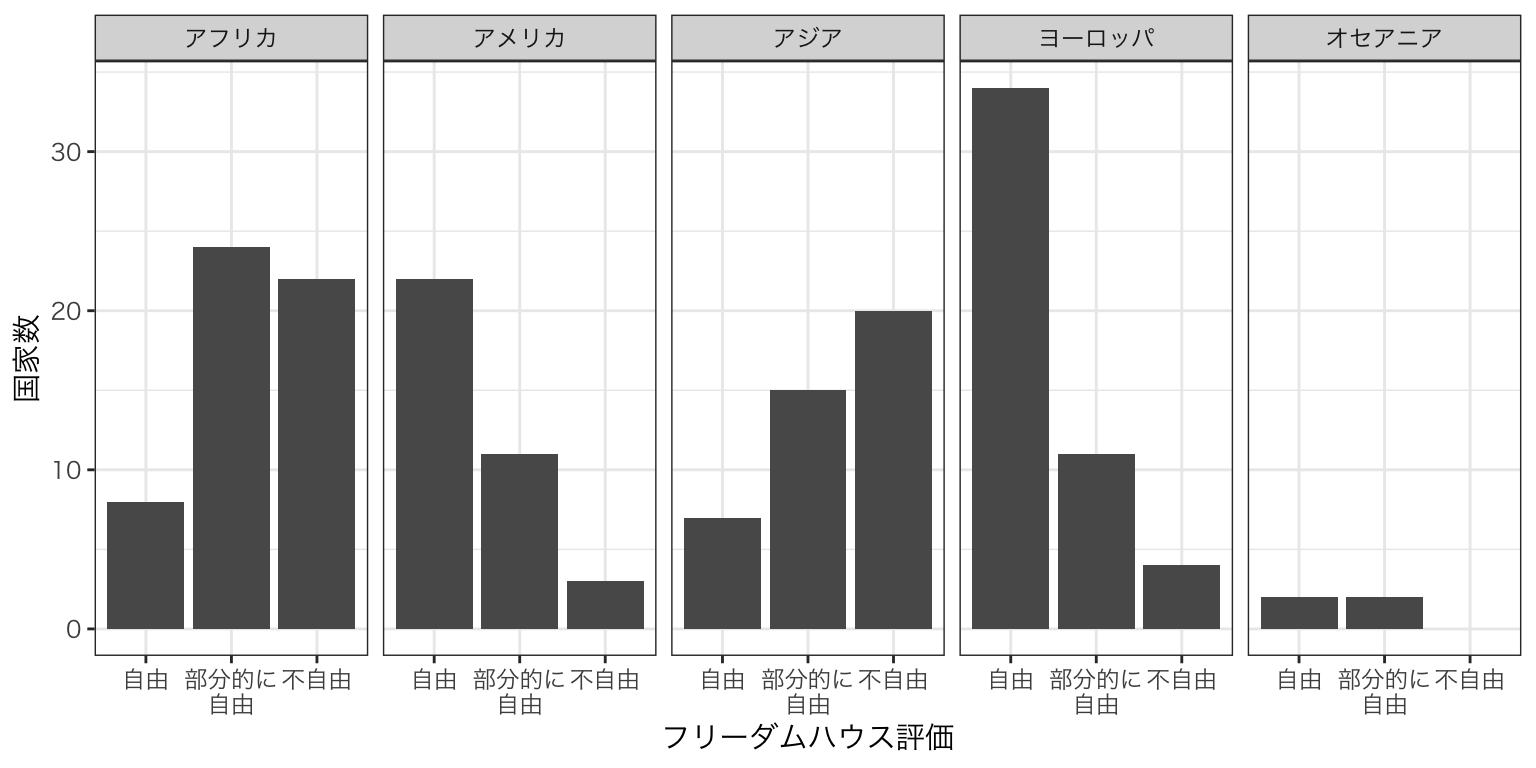 アフリカ
アメリカ
アジア
ヨーロッパ
オセアニア
国家数
30
20
10
0
自由
部分的に
自由
不自由
自由
部分的に
自由
不自由
自由
部分的に
自由
不自由
自由
部分的に
自由
不自由
自由
部分的に
自由
不自由
フリーダムハウス評価